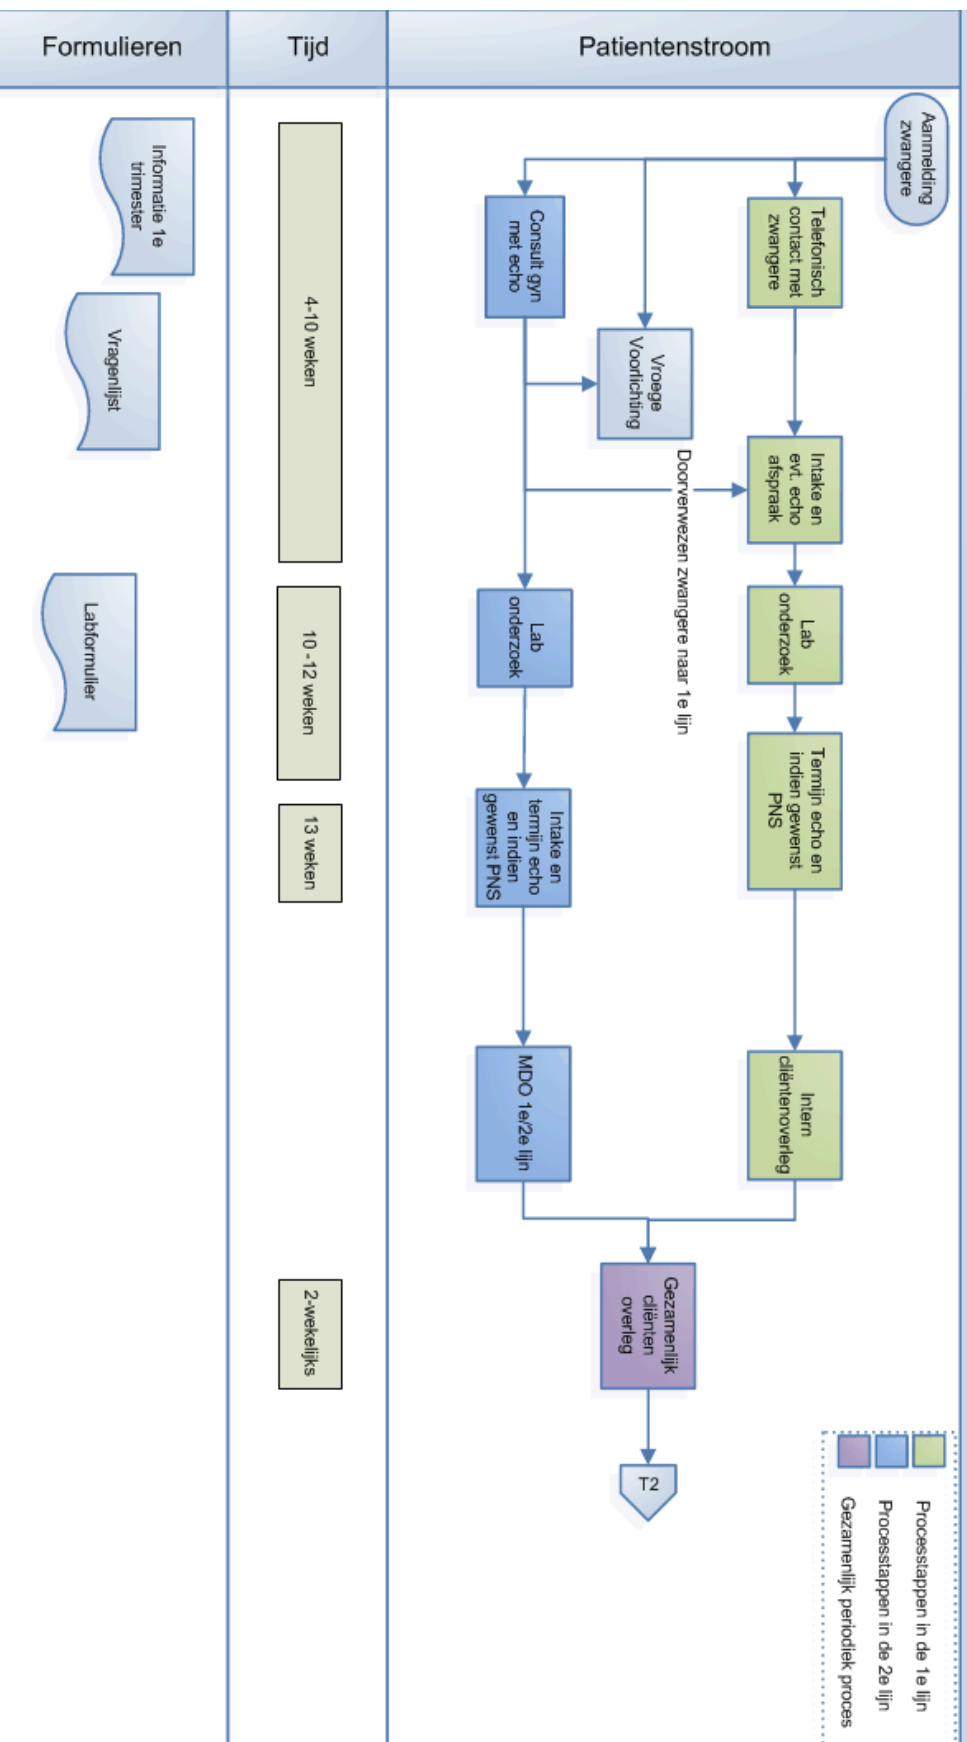 Formulieren
Tijd
Patientenstroom
Aanmelding
zwangere
Telefonisch
contact met
zwangere
Intake en
evt. echo
afspraak
Lab
onderzoek
Termijn echo en
indien gewenst
PNS
Intern
cliëntenoverleg
Vroege
Voorlichting
Doorverwezen zwangere naar 1e lijn
Consult gyn
met echo
Lab
onderzoek
Intake en
termijn echo
en indien
gewenst PNS
MDO 1e/2e lijn
Gezamenlijk
cliënten
overleg
T2
4-10 weken
10 -12 weken
13 weken
2-wekelijks
Informatie 1e
trimester
Vragenlijst
Labformulier
Processtappen in de 1e lijn
Processtappen in de 2e lijn
Gezamenlijk periodiek proces